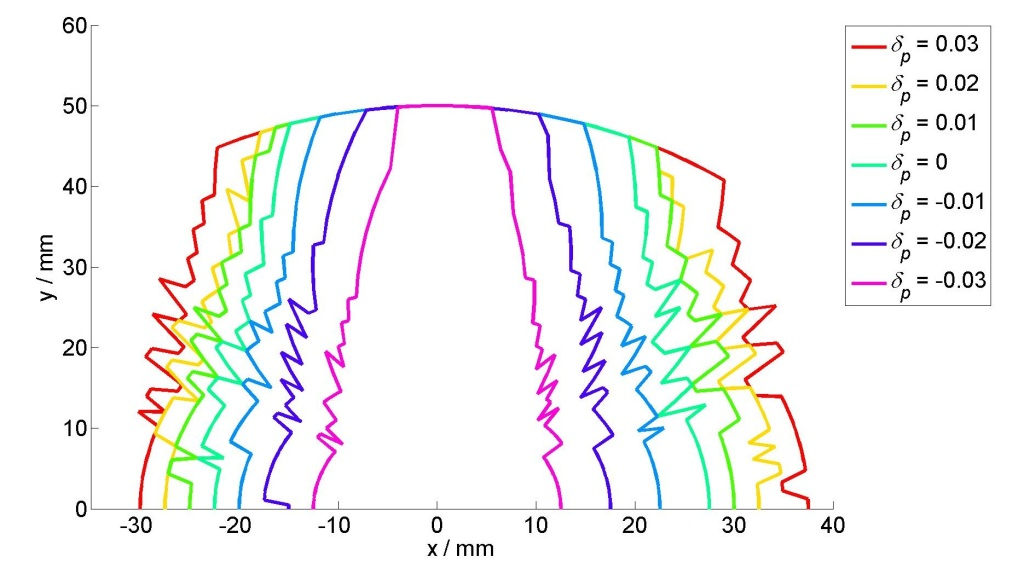 60
50
40
30
20
10
0
-30 -20 -10 0 10 20 30 40
x / mm
y / mm
δp = 0.03
δp = 0.02
δp = 0.01
δp = 0
δp = -0.01
δp = -0.02
δp = -0.03